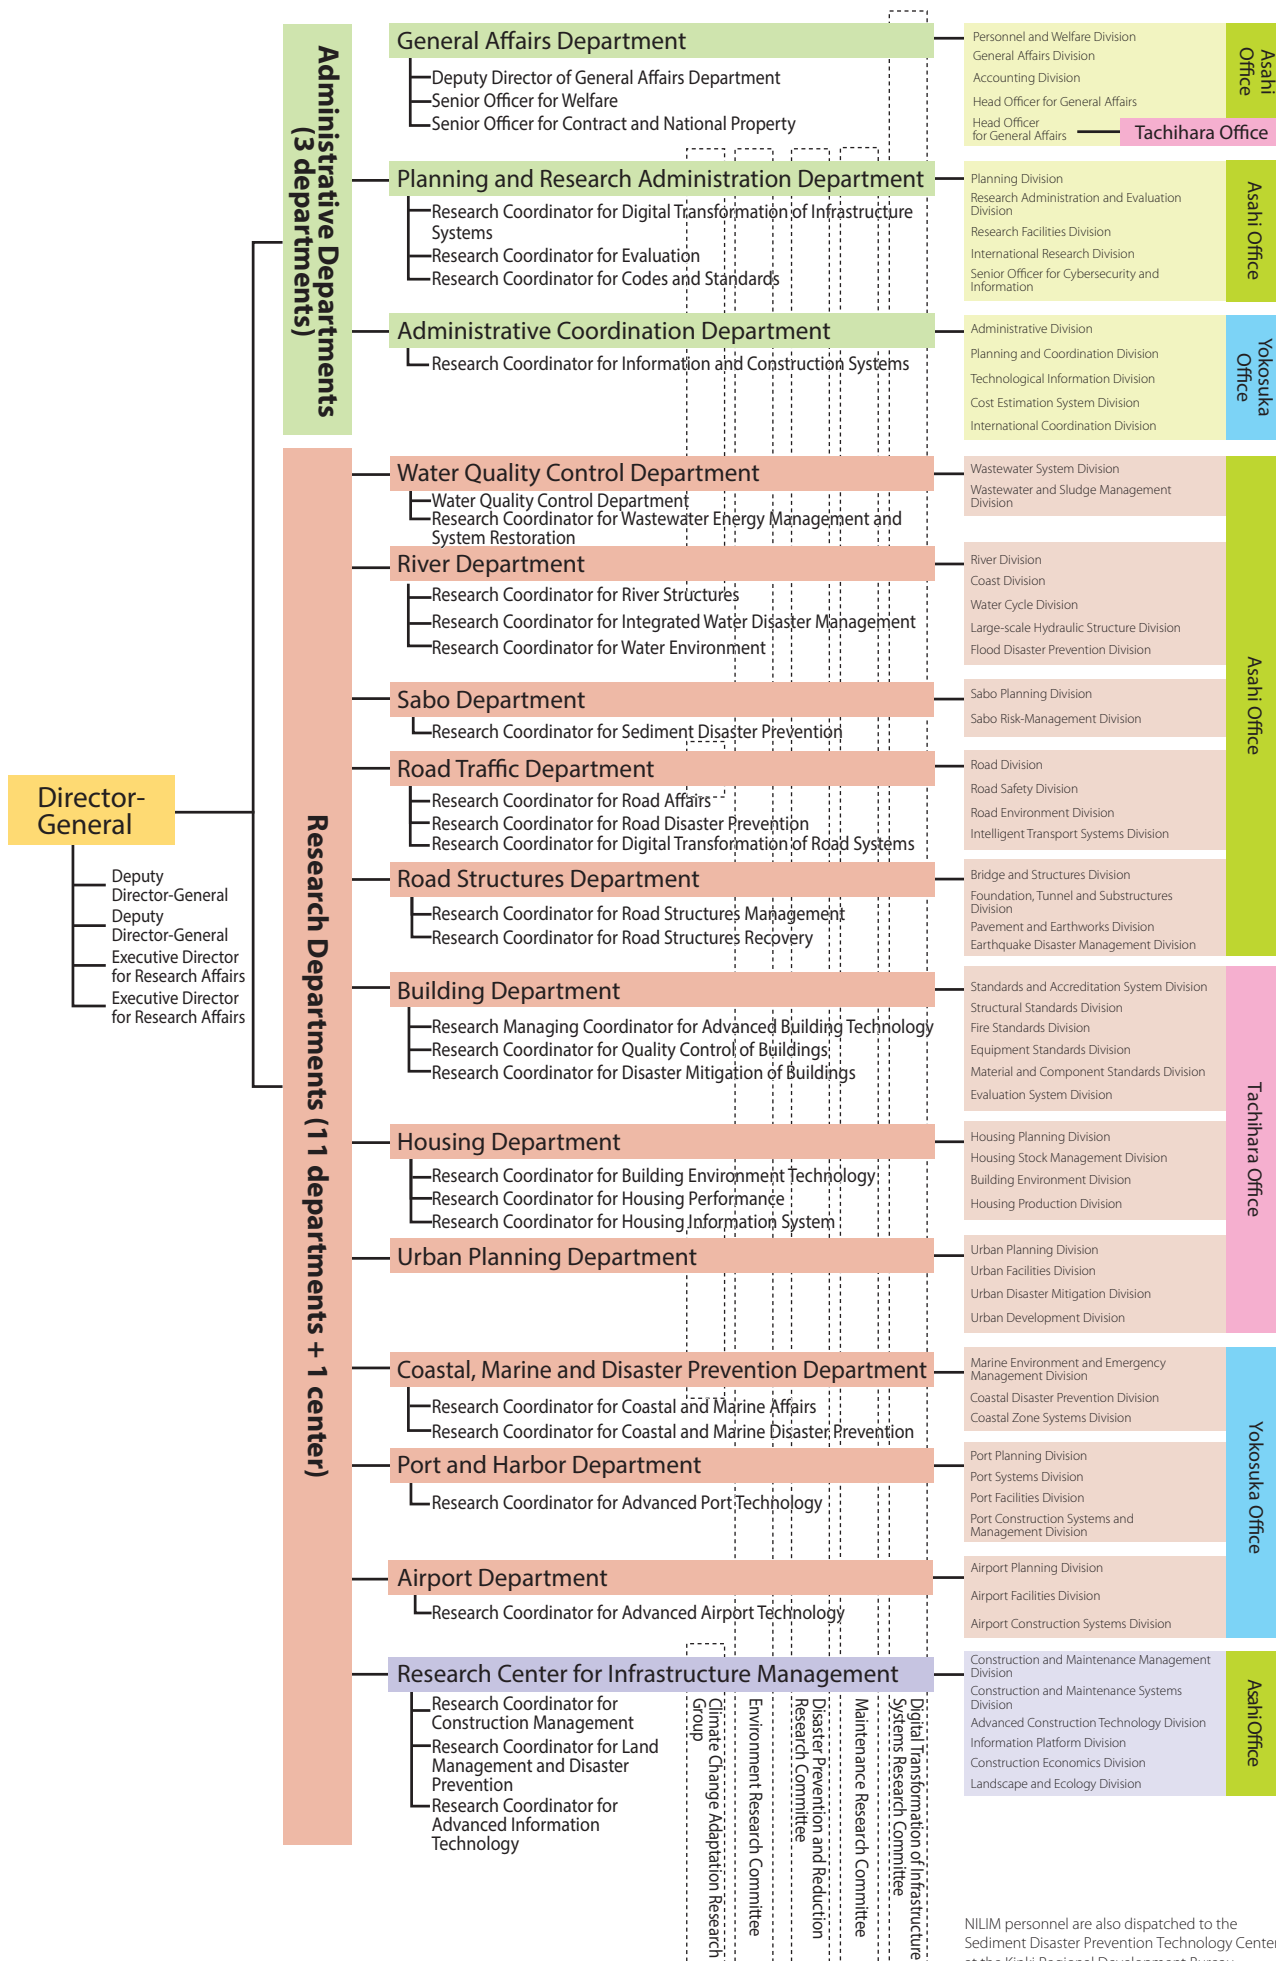 Director-
General
Deputy
Director-General
Deputy
Director-General
Executive Director
for Research Affairs
Executive Director
for Research Affairs
Administrative Departments
(3 departments)
General Affairs Department
Deputy Director of General Affairs Department
Senior Officer for Welfare
Senior Officer for Contract and National Property
Personnel and Welfare Division
General Affairs Division
Accounting Division
Head Officer for General Affairs
Head Officer
for General Affairs
Asahi
Office
Tachihara Office
Planning and Research Administration Department
Research Coordinator for Digital Transformation of Infrastructure
Systems
Research Coordinator for Evaluation
Research Coordinator for Codes and Standards
Planning Division
Research Administration and Evaluation
Division
Research Facilities Division
International Research Division
Senior Officer for Cybersecurity and
Information
Asahi Office
Administrative Coordination Department
Research Coordinator for Information and Construction Systems
Administrative Division
Planning and Coordination Division
Technological Information Division
Cost Estimation System Division
International Coordination Division
Yokosuka
Office
Research Departments (11 departments + 1 center)
Water Quality Control Department
Water Quality Control Department
Research Coordinator for Wastewater Energy Management and
System Restoration
Wastewater System Division
Wastewater and Sludge Management
Division
River Department
Research Coordinator for River Structures
Research Coordinator for Integrated Water Disaster Management
Research Coordinator for Water Environment
River Division
Coast Division
Water Cycle Division
Large-scale Hydraulic Structure Division
Flood Disaster Prevention Division
Sabo Department
Research Coordinator for Sediment Disaster Prevention
Sabo Planning Division
Sabo Risk-Management Division
Asahi Office
Road Traffic Department
Research Coordinator for Road Affairs
Research Coordinator for Road Disaster Prevention
Research Coordinator for Digital Transformation of Road Systems
Road Division
Road Safety Division
Road Environment Division
Intelligent Transport Systems Division
Road Structures Department
Research Coordinator for Road Structures Management
Research Coordinator for Road Structures Recovery
Bridge and Structures Division
Foundation, Tunnel and Substructures
Division
Pavement and Earthworks Division
Earthquake Disaster Management Division
Building Department
Research Managing Coordinator for Advanced Building Technology
Research Coordinator for Quality Control of Buildings
Research Coordinator for Disaster Mitigation of Buildings
Standards and Accreditation System Division
Structural Standards Division
Fire Standards Division
Equipment Standards Division
Material and Component Standards Division
Evaluation System Division
Housing Department
Research Coordinator for Building Environment Technology
Research Coordinator for Housing Performance
Research Coordinator for Housing Information System
Housing Planning Division
Housing Stock Management Division
Building Environment Division
Housing Production Division
Tachihara Office
Urban Planning Department
Urban Planning Division
Urban Facilities Division
Urban Disaster Mitigation Division
Urban Development Division
Coastal, Marine and Disaster Prevention Department
Research Coordinator for Coastal and Marine Affairs
Research Coordinator for Coastal and Marine Disaster Prevention
Marine Environment and Emergency
Management Division
Coastal Disaster Prevention Division
Coastal Zone Systems Division
Port and Harbor Department
Research Coordinator for Advanced Port Technology
Port Planning Division
Port Systems Division
Port Facilities Division
Port Construction Systems and
Management Division
Yokosuka Office
Airport Department
Research Coordinator for Advanced Airport Technology
Airport Planning Division
Airport Facilities Division
Airport Construction Systems Division
Research Center for Infrastructure Management
Research Coordinator for
Construction Management
Research Coordinator for Land
Management and Disaster
Prevention
Research Coordinator for
Advanced Information
Technology
Construction and Maintenance Management
Division
Construction and Maintenance Systems
Division
Advanced Construction Technology Division
Information Platform Division
Construction Economics Division
Landscape and Ecology Division
Asahi Office
Climate Change Adaptation Research
Group
Environment Research Committee
Disaster Prevention and Reduction
Research Committee
Maintenance Research Committee
Digital Transformation of Infrastructure
Systems Research Committee
NILIM personnel are also dispatched to the
Sediment Disaster Prevention Technology Center
at the Kinki Regional Development Bureau